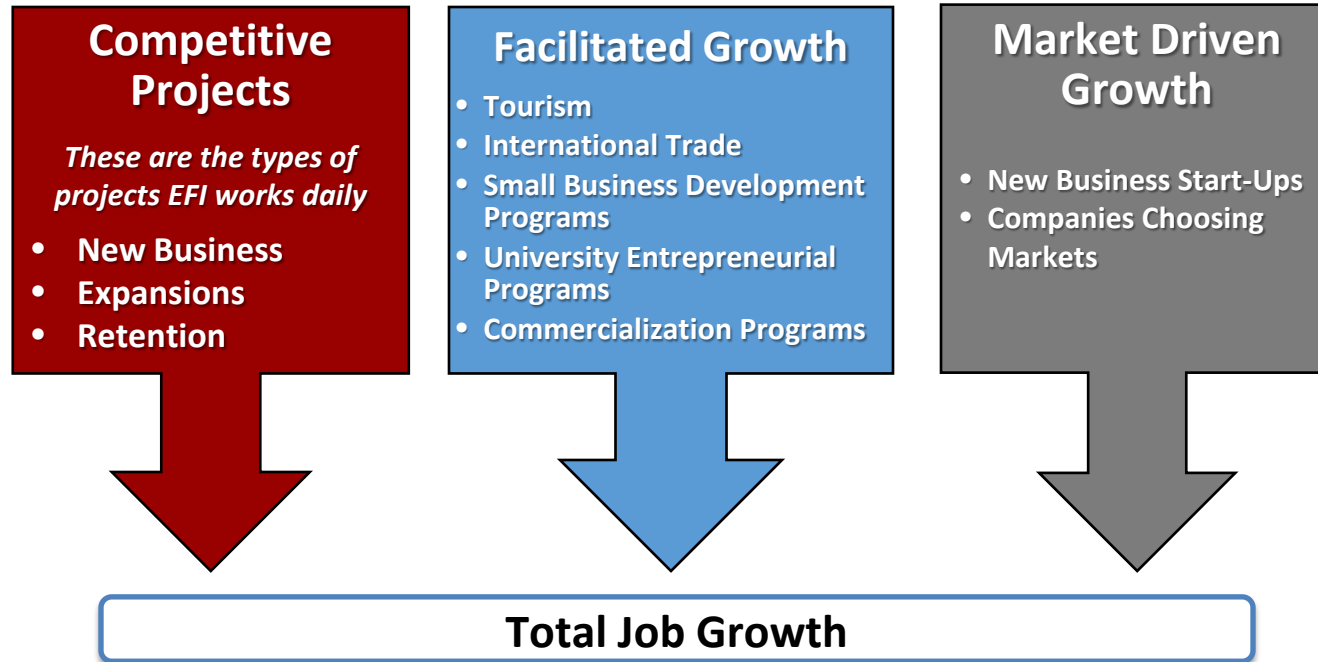 Competitive
Projects
These are the types of
projects EFI works daily
• New Business
• Expansions
• Retention
Facilitated Growth
• Tourism
• International Trade
• Small Business Development
Programs
• University Entrepreneurial
Programs
• Commercialization Programs
Market Driven
Growth
• New Business Start-Ups
• Companies Choosing
Markets
Total Job Growth